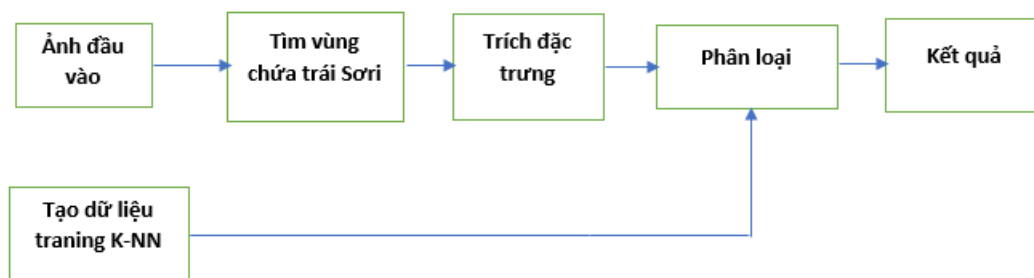 Ảnh đầu
vào
Tìm vùng
chứa trái Sơri
Trích đặc
trưng
Phân loại
Kết quả
Tạo dữ liệu
traning K-NN